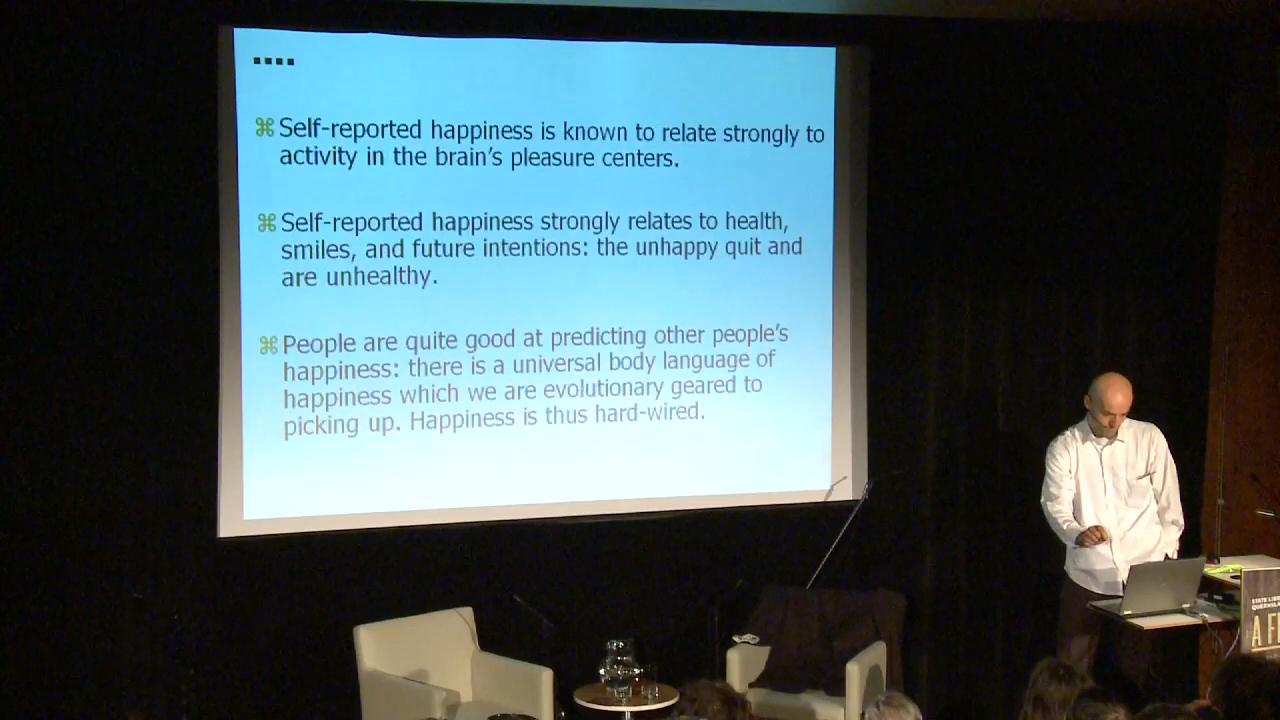 ....
⌘ Self-reported happiness is known to relate strongly to
activity in the brain's pleasure centers.
⌘ Self-reported happiness strongly relates to health,
smiles, and future intentions: the unhappy quit and
are unhealthy.
⌘ People are quite good at predicting other people's
happiness: there is a universal body language of
happiness which we are evolutionary geared to
picking up. Happiness is thus hard-wired.
STATE